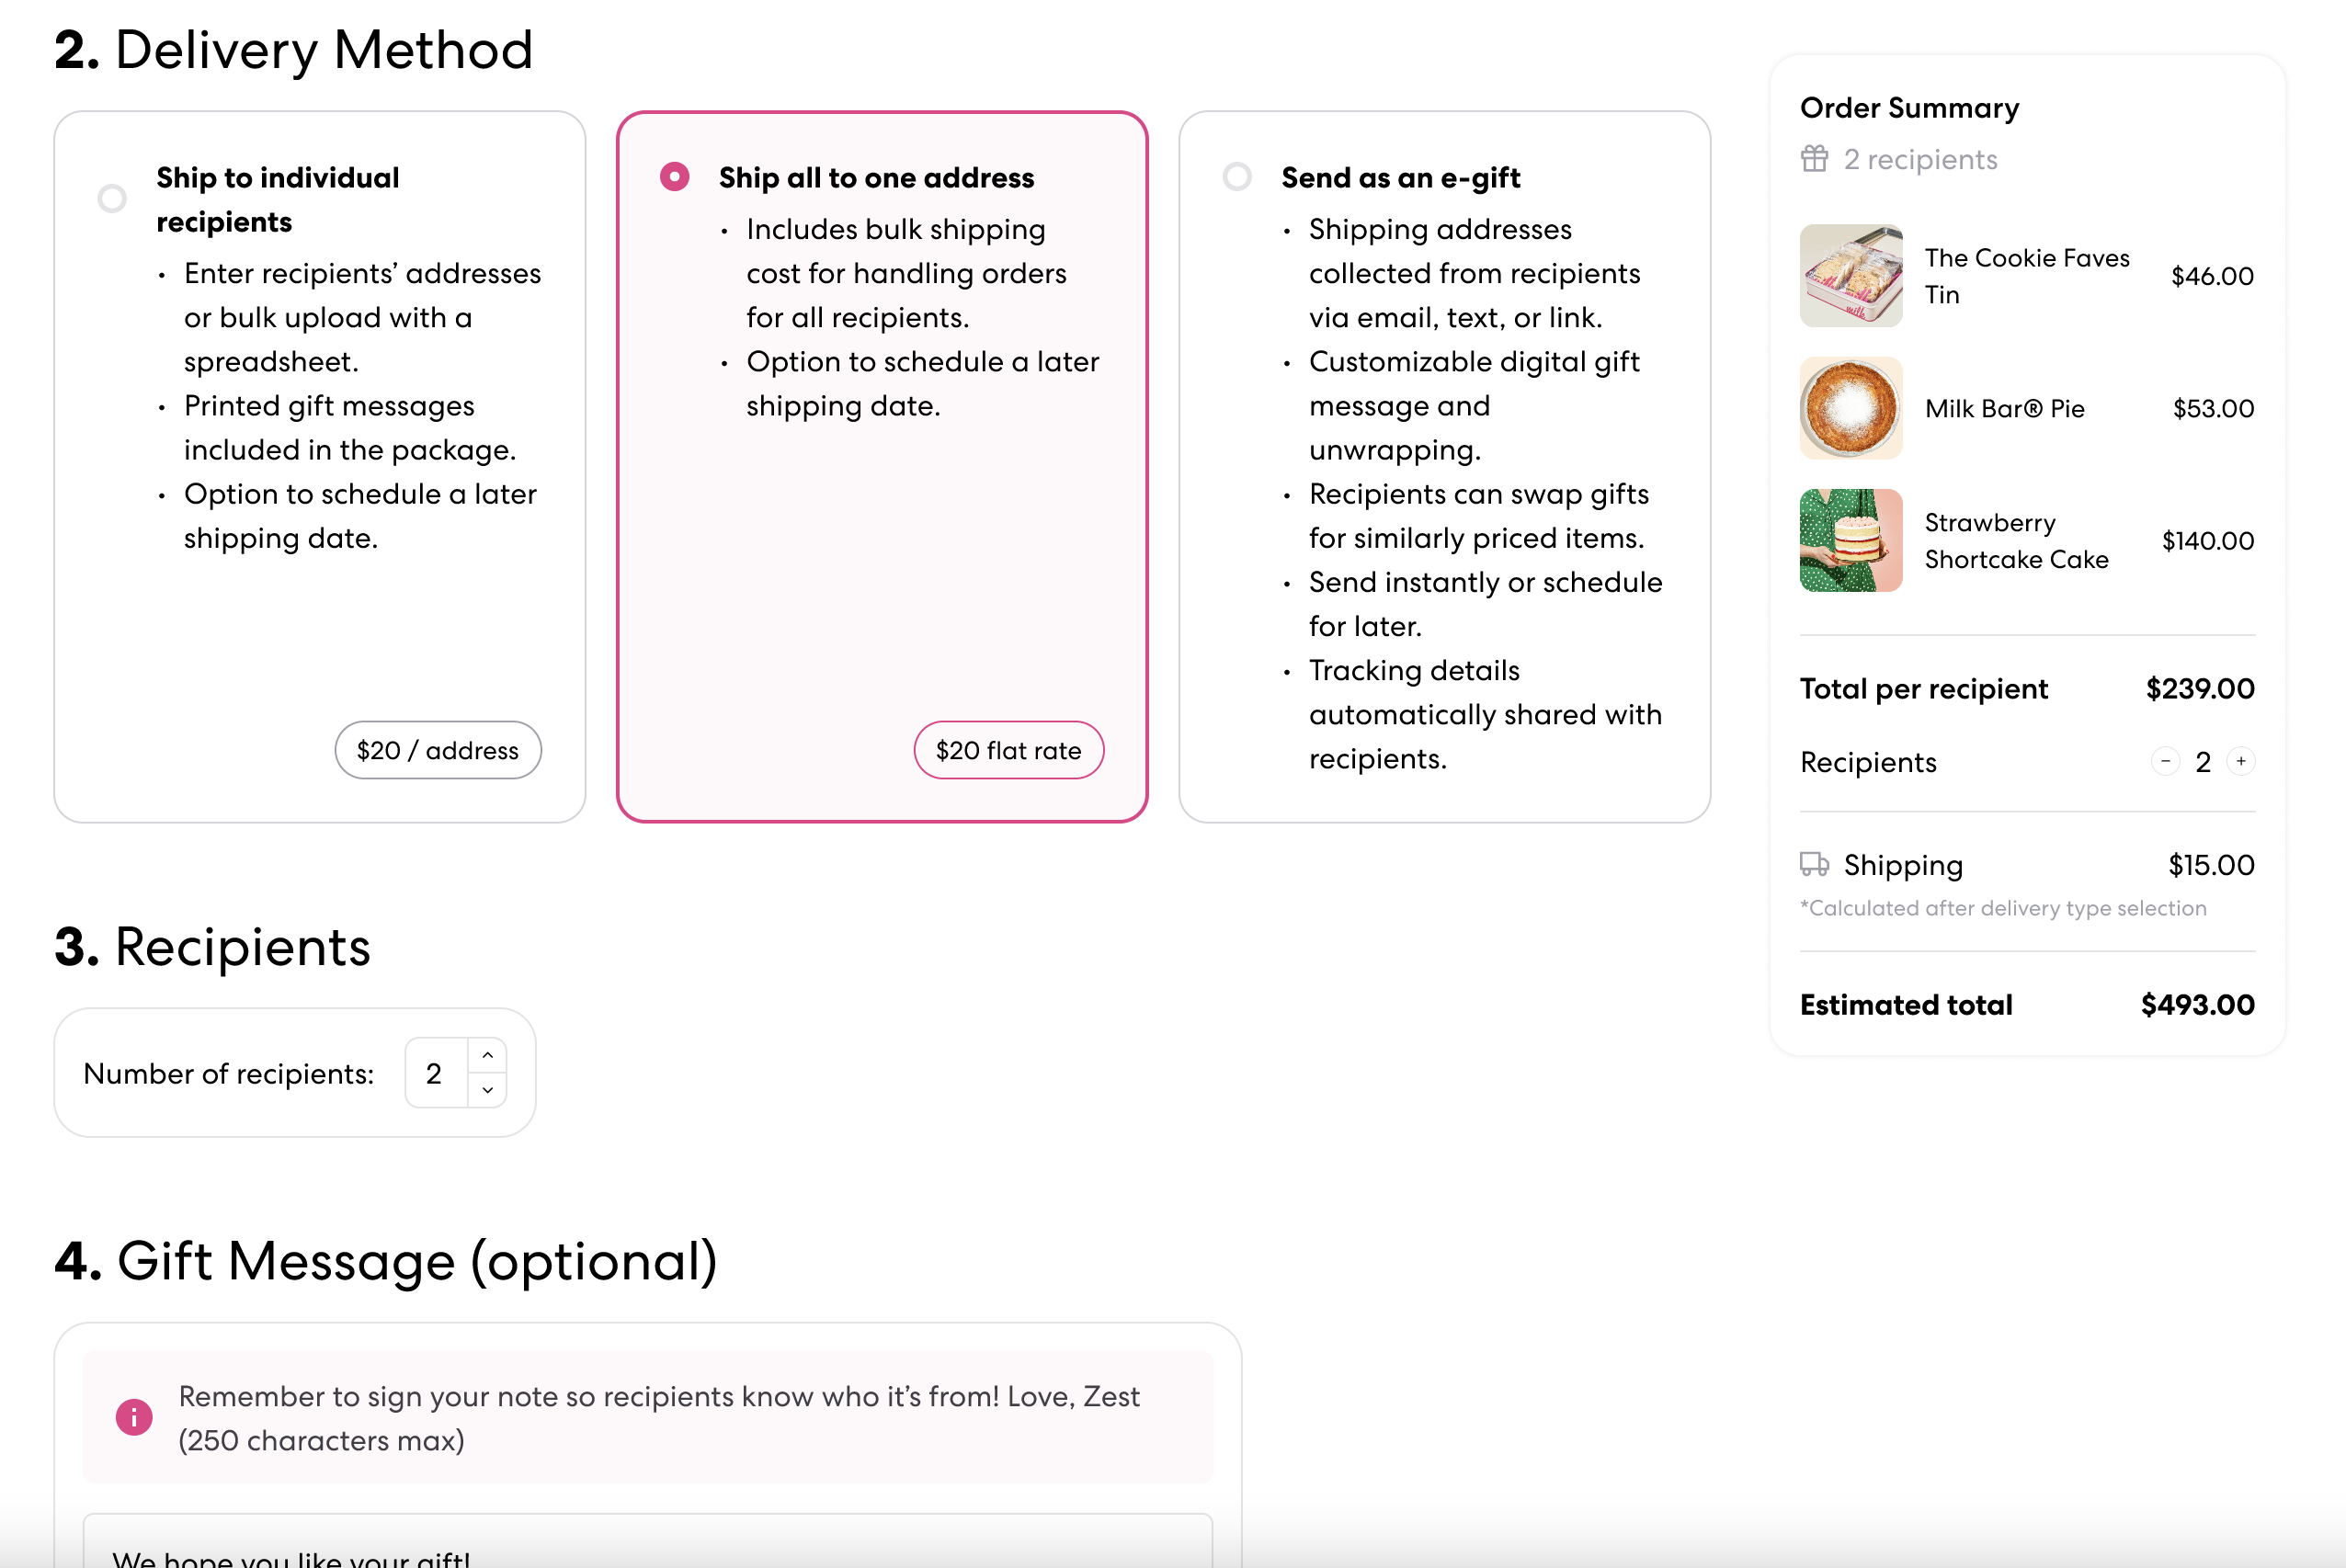 2. Delivery Method
Ship to individual
recipients
• Enter recipients’ addresses
or bulk upload with a
spreadsheet.
• Printed gift messages
included in the package.
• Option to schedule a later
shipping date.
$20 / address
Ship all to one address
• Includes bulk shipping
cost for handling orders
for all recipients.
• Option to schedule a later
shipping date.
$20 flat rate
Send as an e-gift
• Shipping addresses
collected from recipients
via email, text, or link.
• Customizable digital gift
message and
unwrapping.
• Recipients can swap gifts
for similarly priced items.
• Send instantly or schedule
for later.
• Tracking details
automatically shared with
recipients.
3. Recipients
Number of recipients: 2
4. Gift Message (optional)
Remember to sign your note so recipients know who it’s from! Love, Zest
(250 characters max)
We hope you like your gift!
Order Summary
2 recipients
The Cookie Faves
Tin
$46.00
milk
Milk Bar® Pie $53.00
Strawberry
Shortcake Cake
$140.00
Total per recipient $239.00
Recipients − 2 +
Shipping $15.00
*Calculated after delivery type selection
Estimated total $493.00